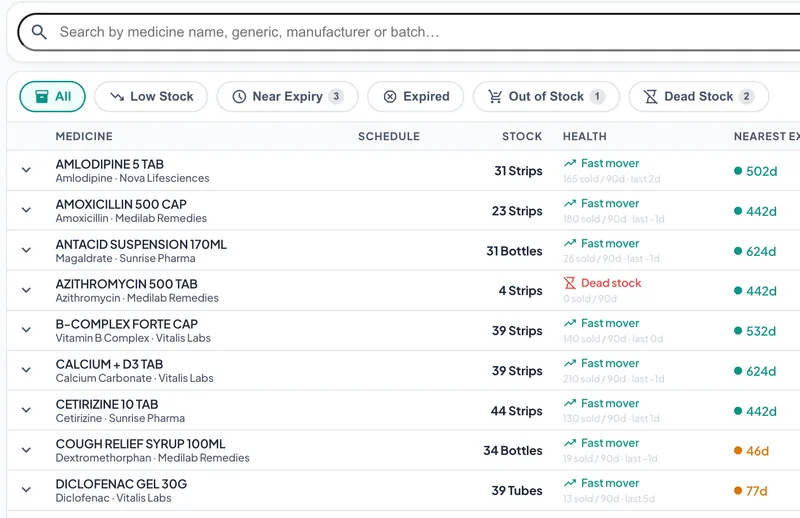 Search by medicine name, generic, manufacturer or batch...
All Low Stock Near Expiry 3 Expired Out of Stock 1 Dead Stock 2
MEDICINE SCHEDULE STOCK HEALTH NEAREST EX
AMLODIPINE 5 TAB 31 Strips Fast mover 502d
Amlodipine · Nova Lifesciences 165 sold / 90d · last 2d
AMOXICILLIN 500 CAP 23 Strips Fast mover 442d
Amoxicillin · Medilab Remedies 180 sold / 90d · last -1d
ANTACID SUSPENSION 170ML 31 Bottles Fast mover 624d
Magaldrate · Sunrise Pharma 26 sold / 90d · last -1d
AZITHROMYCIN 500 TAB 4 Strips Dead stock 442d
Azithromycin · Medilab Remedies 0 sold / 90d
B-COMPLEX FORTE CAP 39 Strips Fast mover 532d
Vitamin B Complex · Vitalis Labs 140 sold / 90d · last 0d
CALCIUM + D3 TAB 39 Strips Fast mover 624d
Calcium Carbonate · Vitalis Labs 210 sold / 90d · last -1d
CETIRIZINE 10 TAB 44 Strips Fast mover 442d
Cetirizine · Sunrise Pharma 130 sold / 90d · last 1d
COUGH RELIEF SYRUP 100ML 34 Bottles Fast mover 46d
Dextromethorphan · Medilab Remedies 19 sold / 90d · last -1d
DICLOFENAC GEL 30G 39 Tubes Fast mover 77d
Diclofenac · Vitalis Labs 13 sold / 90d · last 5d